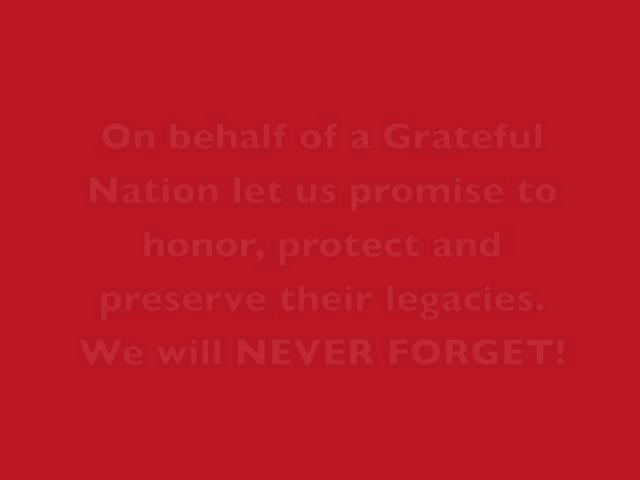 On behalf of a Grateful
Nation let us promise to
honor, protect and
preserve their legacies.
We will NEVER FORGET!